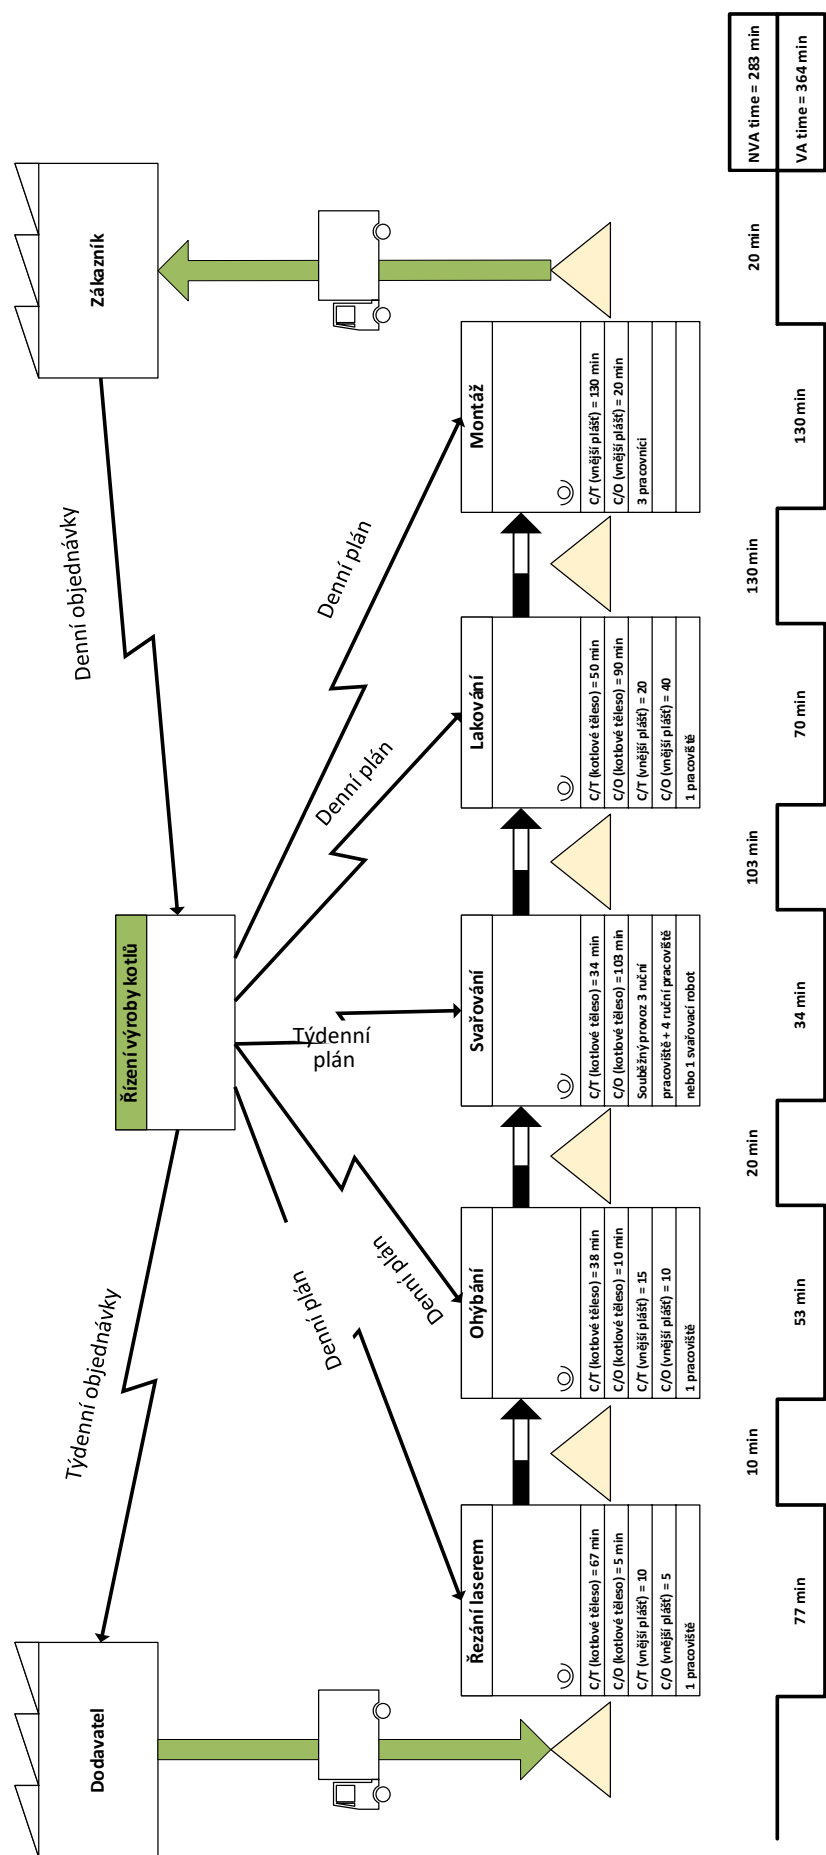 Dodavatel
Týdenní objednávky
Řízení výroby kotlů
Denní objednávky
Zákazník
Denní plán
Denní plán
Týdenní
plán
Denní plán
Denní plán
Řezání laserem
C/T (kotlové těleso) = 67 min
C/O (kotlové těleso) = 5 min
C/T (vnější plášť) = 10
C/O (vnější plášť) = 5
1 pracoviště
Ohýbání
C/T (kotlové těleso) = 38 min
C/O (kotlové těleso) = 10 min
C/T (vnější plášť) = 15
C/O (vnější plášť) = 10
1 pracoviště
Svařování
C/T (kotlové těleso) = 34 min
C/O (kotlové těleso) = 103 min
Souběžný provoz 3 ruční
pracoviště + 4 ruční pracoviště
nebo 1 svařovací robot
Lakování
C/T (kotlové těleso) = 50 min
C/O (kotlové těleso) = 90 min
C/T (vnější plášť) = 20
C/O (vnější plášť) = 40
1 pracoviště
Montáž
C/T (vnější plášť) = 130 min
C/O (vnější plášť) = 20 min
3 pracovníci
77 min
10 min
53 min
20 min
34 min
103 min
70 min
130 min
130 min
20 min
NVA time = 283 min
VA time = 364 min